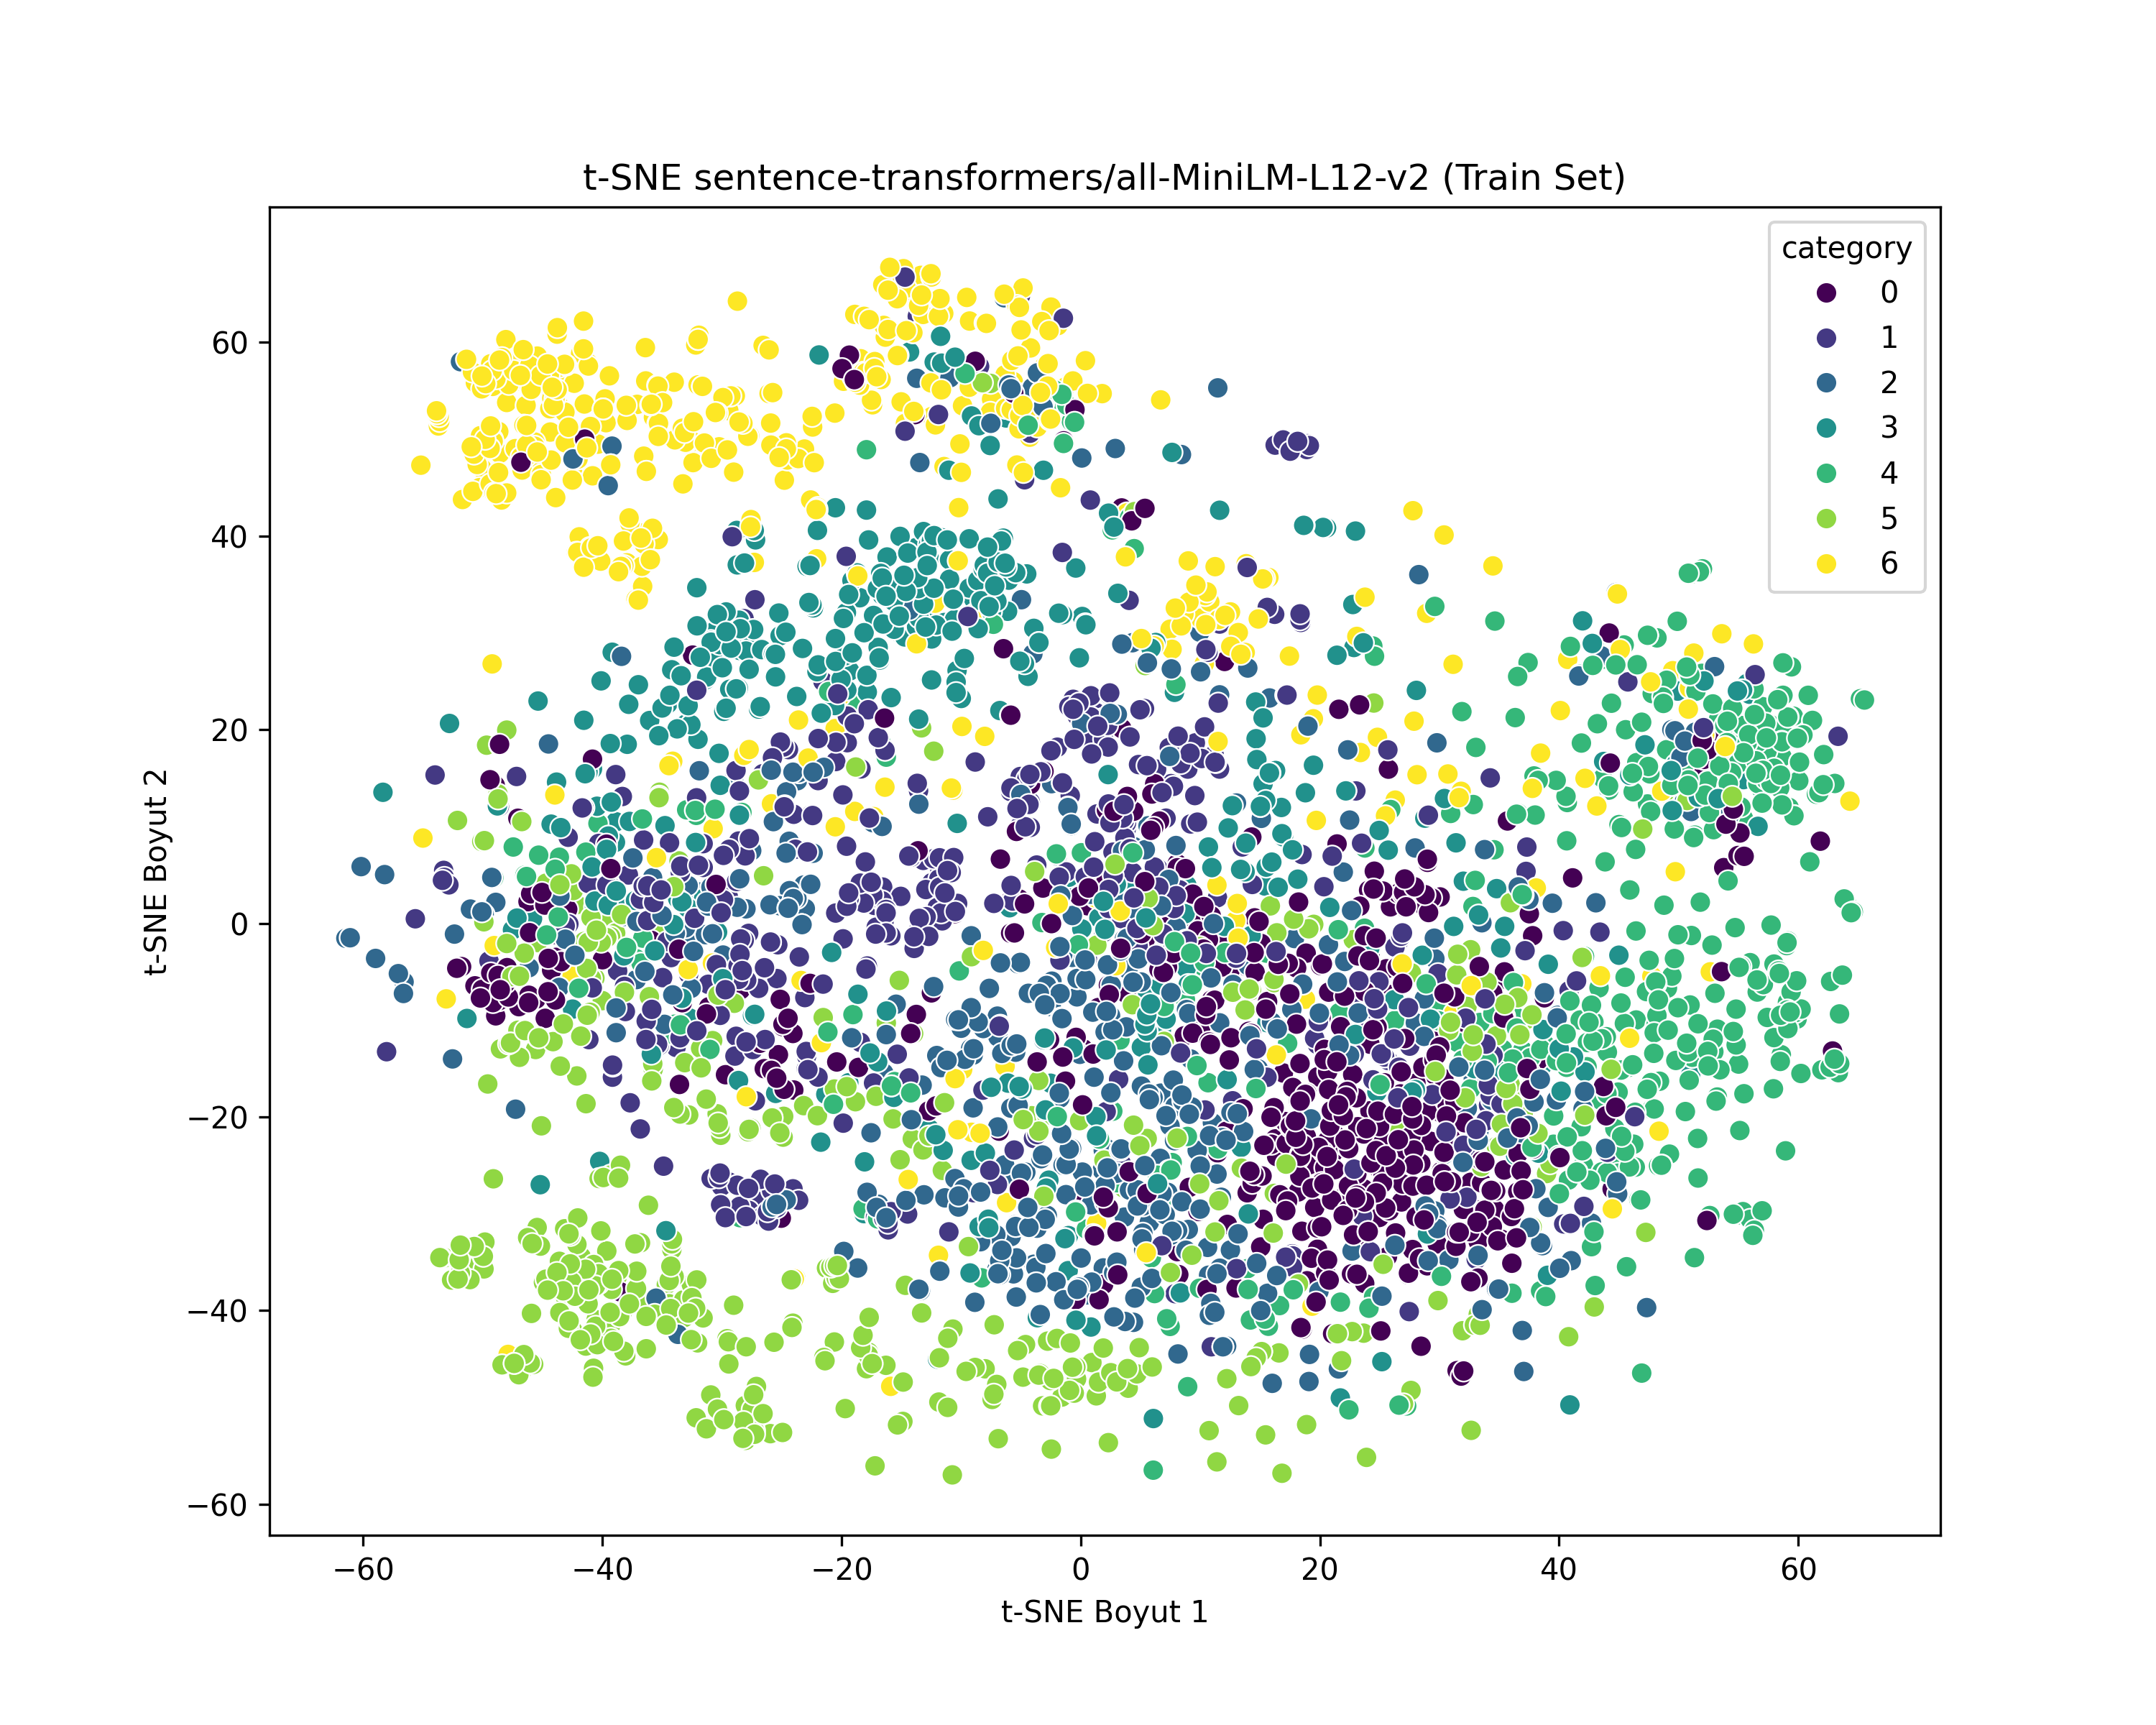 t-SNE sentence-transformers/all-MiniLM-L12-v2 (Train Set)
category
0
1
2
3
4
5
6
60
40
20
0
−20
−40
−60
t-SNE Boyut 2
−60 −40 −20 0 20 40 60
t-SNE Boyut 1